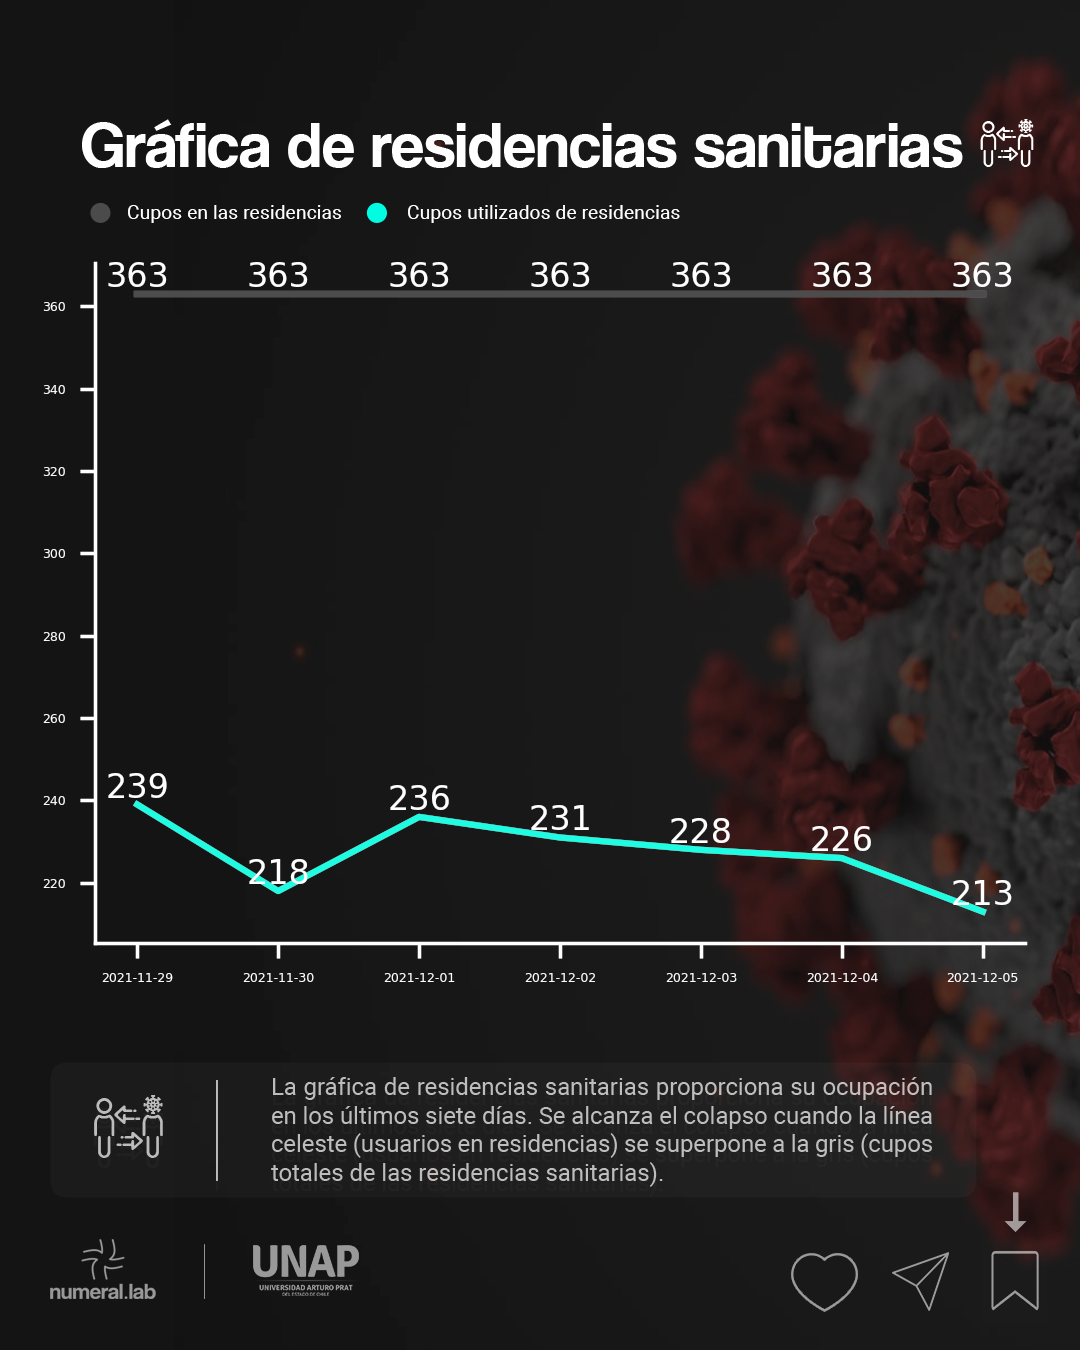 Gráfica de residencias sanitarias
Cupos en las residencias
Cupos utilizados de residencias
363 363 363 363 363 363 363
360
340
320
300
280
260
240
220
239 218 236 231 228 226 213
2021-11-29 2021-11-30 2021-12-01 2021-12-02 2021-12-03 2021-12-04 2021-12-05
La gráfica de residencias sanitarias proporciona su ocupación
en los últimos siete días. Se alcanza el colapso cuando la línea
celeste (usuarios en residencias) se superpone a la gris (cupos
totales de las residencias sanitarias).
numeral.lab
UNAP
UNIVERSIDAD ARTURO PRAT
DEL ESTADO DE CHILE